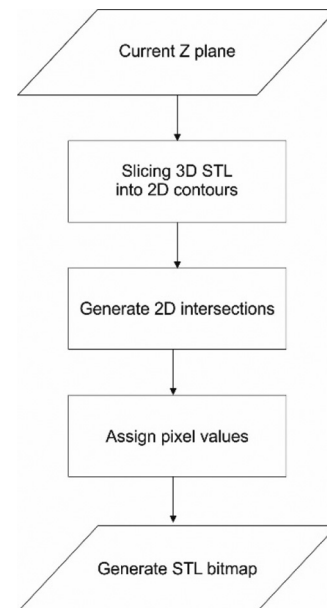 Current Z plane
Slicing 3D STL
into 2D contours
Generate 2D intersections
Assign pixel values
Generate STL bitmap